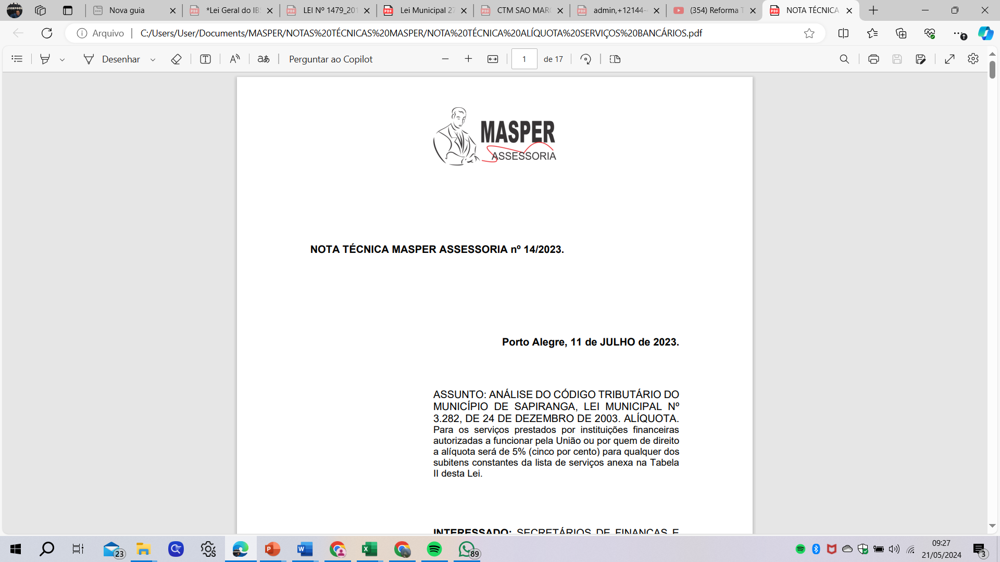 LIVERPOOL
Nova guia
*Lei Geral do IBS
LEI Nº 1479_201
Lei Municipal 27
CTM SAO MARC
admin,+12144-
(354) Reforma T
NOTA TÉCNICA
Arquivo
C:/Users/User/Documents/MASPER/NOTAS%20TÉCNICAS%20MASPER/NOTA%20TÉCNICA%20ALÍQUOTA%20SERVIÇOS%20BANCÁRIOS.pdf
Desenhar
Perguntar ao Copilot
1
de 17
MASPER
ASSESSORIA
NOTA TÉCNICA MASPER ASSESSORIA nº 14/2023.
Porto Alegre, 11 de JULHO de 2023.
ASSUNTO: ANÁLISE DO CÓDIGO TRIBUTÁRIO DO
MUNICÍPIO DE SAPIRANGA, LEI MUNICIPAL Nº
3.282, DE 24 DE DEZEMBRO DE 2003. ALÍQUOTA.
Para os serviços prestados por instituições financeiras
autorizadas a funcionar pela União ou por quem de direito
a alíquota será de 5% (cinco por cento) para qualquer dos
subitens constantes da lista de serviços anexa na Tabela
II desta Lei.
INTERESSADO: SECRETÁRIOS DE FINANÇAS E
23
89
09:27
21/05/2024
3